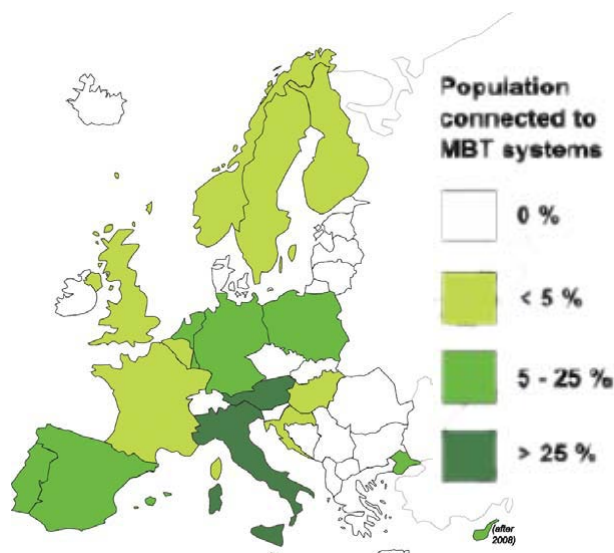 Population
connected to
MBT systems
0 %
< 5 %
5 - 25 %
> 25 %
(after
2008)